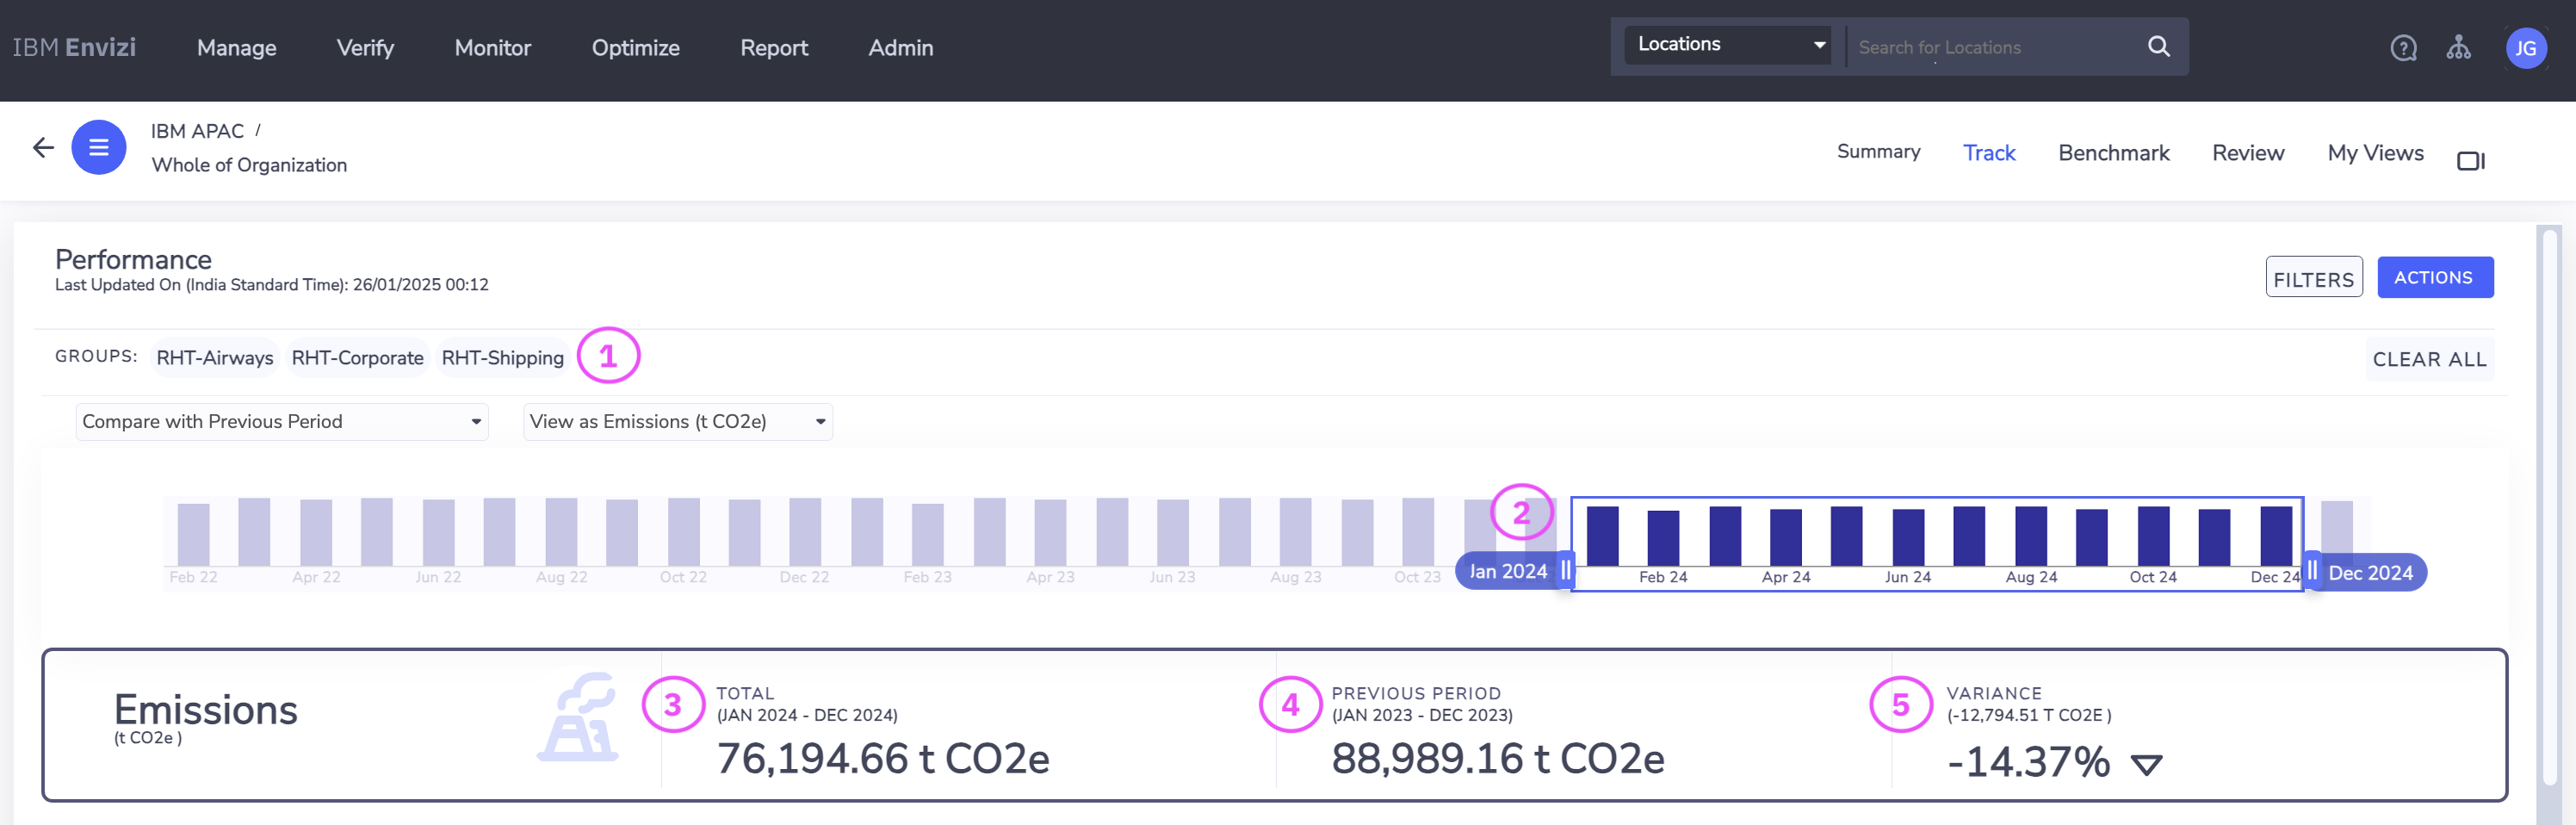 IBM Envizi
Manage
Verify
Monitor
Optimize
Report
Admin
Locations
Search for Locations
JG
IBM APAC /
Whole of Organization
Summary
Track
Benchmark
Review
My Views
Performance
Last Updated On (India Standard Time): 26/01/2025 00:12
FILTERS
ACTIONS
GROUPS: RHT-Airways RHT-Corporate RHT-Shipping
1
CLEAR ALL
Compare with Previous Period
View as Emissions (t CO2e)
2
Feb 22
Apr 22
Jun 22
Aug 22
Oct 22
Dec 22
Feb 23
Apr 23
Jun 23
Aug 23
Oct 23
Jan 2024
Feb 24
Apr 24
Jun 24
Aug 24
Oct 24
Dec 24
Dec 2024
Emissions
(t CO2e )
3
TOTAL
(JAN 2024 - DEC 2024)
76,194.66 t CO2e
4
PREVIOUS PERIOD
(JAN 2023 - DEC 2023)
88,989.16 t CO2e
5
VARIANCE
(-12,794.51 T CO2E )
-14.37%